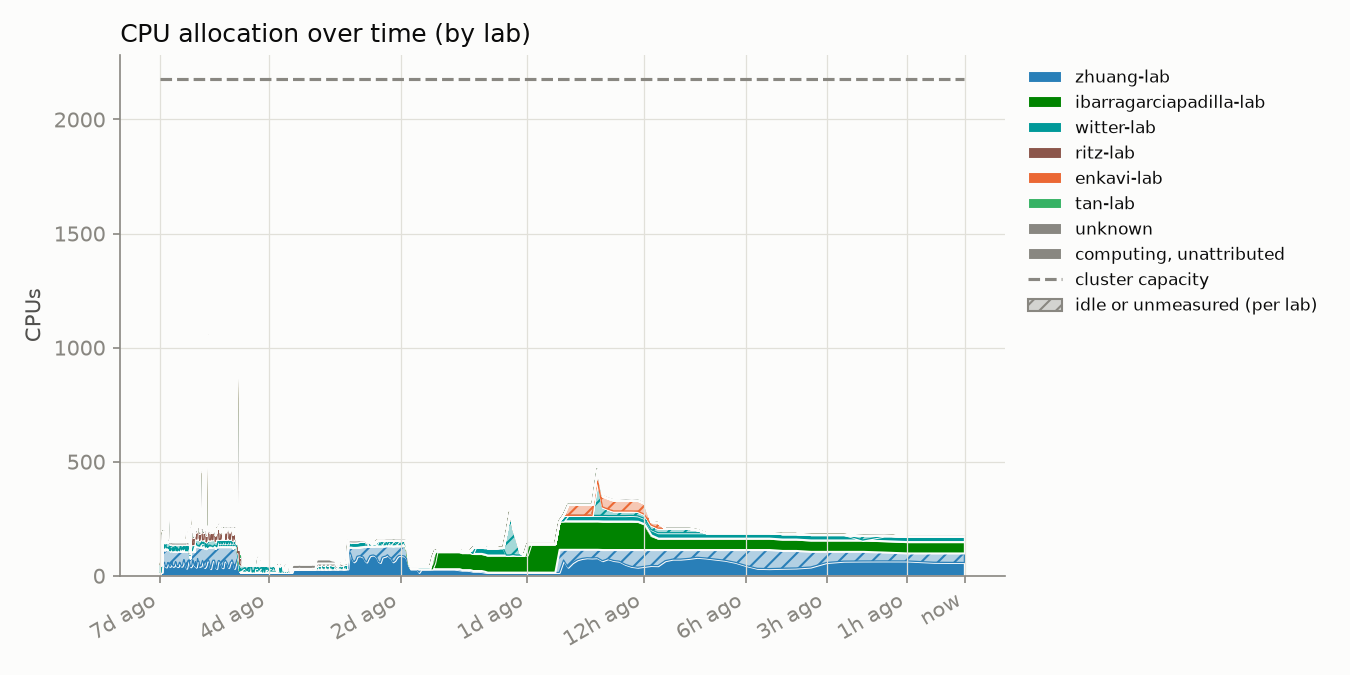 CPU allocation over time (by lab)
CPUs
2000
1500
1000
500
0
7d ago
4d ago
2d ago
1d ago
12h ago
6h ago
3h ago
1h ago
now
zhuang-lab
ibarragarciapadilla-lab
witter-lab
ritz-lab
enkavi-lab
tan-lab
unknown
computing, unattributed
cluster capacity
idle or unmeasured (per lab)